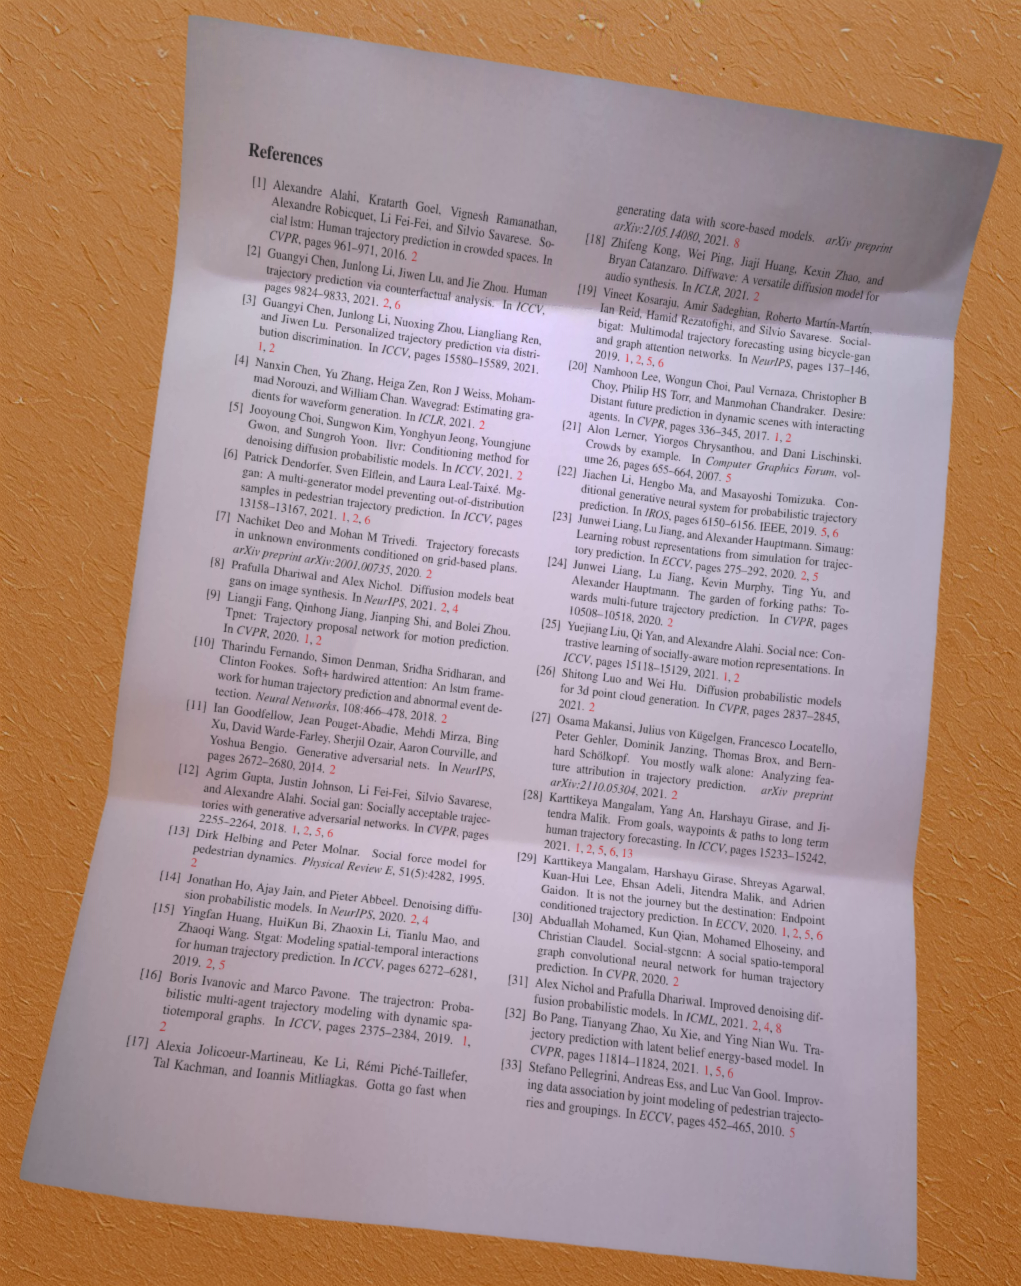 References
[1] Alexandre Alahi, Kratarth Goel, Vignesh Ramanathan,
Alexandre Robicquet, Li Fei-Fei, and Silvio Savarese. So-
cial lstm: Human trajectory prediction in crowded spaces. In
CVPR, pages 961–971, 2016. 2
[2] Guangyi Chen, Junlong Li, Jiwen Lu, and Jie Zhou. Human
trajectory prediction via counterfactual analysis. In ICCV,
pages 9824–9833, 2021. 2, 6
[3] Guangyi Chen, Junlong Li, Nuoxing Zhou, Liangliang Ren,
and Jiwen Lu. Personalized trajectory prediction via distri-
bution discrimination. In ICCV, pages 15580–15589, 2021.
1, 2
[4] Nanxin Chen, Yu Zhang, Heiga Zen, Ron J Weiss, Moham-
mad Norouzi, and William Chan. Wavegrad: Estimating gra-
dients for waveform generation. In ICLR, 2021. 2
[5] Jooyoung Choi, Sungwon Kim, Yonghyun Jeong, Youngjune
Gwon, and Sungroh Yoon. Ilvr: Conditioning method for
denoising diffusion probabilistic models. In ICCV, 2021. 2
[6] Patrick Dendorfer, Sven Elflein, and Laura Leal-Taixé. Mg-
gan: A multi-generator model preventing out-of-distribution
samples in pedestrian trajectory prediction. In ICCV, pages
13158–13167, 2021. 1, 2, 6
[7] Nachiket Deo and Mohan M Trivedi. Trajectory forecasts
in unknown environments conditioned on grid-based plans.
arXiv preprint arXiv:2001.00735, 2020. 2
[8] Prafulla Dhariwal and Alex Nichol. Diffusion models beat
gans on image synthesis. In NeurIPS, 2021. 2, 4
[9] Liangji Fang, Qinhong Jiang, Jianping Shi, and Bolei Zhou.
Tpnet: Trajectory proposal network for motion prediction.
In CVPR, 2020. 1, 2
[10] Tharindu Fernando, Simon Denman, Sridha Sridharan, and
Clinton Fookes. Soft+ hardwired attention: An lstm frame-
work for human trajectory prediction and abnormal event de-
tection. Neural Networks, 108:466–478, 2018. 2
[11] Ian Goodfellow, Jean Pouget-Abadie, Mehdi Mirza, Bing
Xu, David Warde-Farley, Sherjil Ozair, Aaron Courville, and
Yoshua Bengio. Generative adversarial nets. In NeurIPS,
pages 2672–2680, 2014. 2
[12] Agrim Gupta, Justin Johnson, Li Fei-Fei, Silvio Savarese,
and Alexandre Alahi. Social gan: Socially acceptable trajec-
tories with generative adversarial networks. In CVPR, pages
2255–2264, 2018. 1, 2, 5, 6
[13] Dirk Helbing and Peter Molnar. Social force model for
pedestrian dynamics. Physical Review E, 51(5):4282, 1995.
2
[14] Jonathan Ho, Ajay Jain, and Pieter Abbeel. Denoising diffu-
sion probabilistic models. In NeurIPS, 2020. 2, 4
[15] Yingfan Huang, HuiKun Bi, Zhaoxin Li, Tianlu Mao, and
Zhaoqi Wang. Stgat: Modeling spatial-temporal interactions
for human trajectory prediction. In ICCV, pages 6272–6281,
2019. 2, 5
[16] Boris Ivanovic and Marco Pavone. The trajectron: Proba-
bilistic multi-agent trajectory modeling with dynamic spa-
tiotemporal graphs. In ICCV, pages 2375–2384, 2019. 1,
2
[17] Alexia Jolicoeur-Martineau, Ke Li, Rémi Piché-Taillefer,
Tal Kachman, and Ioannis Mitliagkas. Gotta go fast when
generating data with score-based models. arXiv preprint
arXiv:2105.14080, 2021. 8
[18] Zhifeng Kong, Wei Ping, Jiaji Huang, Kexin Zhao, and
Bryan Catanzaro. Diffwave: A versatile diffusion model for
audio synthesis. In ICLR, 2021. 2
[19] Vineet Kosaraju, Amir Sadeghian, Roberto Martín-Martín,
Ian Reid, Hamid Rezatofighi, and Silvio Savarese. Social-
bigat: Multimodal trajectory forecasting using bicycle-gan
and graph attention networks. In NeurIPS, pages 137–146,
2019. 1, 2, 5, 6
[20] Namhoon Lee, Wongun Choi, Paul Vernaza, Christopher B
Choy, Philip HS Torr, and Manmohan Chandraker. Desire:
Distant future prediction in dynamic scenes with interacting
agents. In CVPR, pages 336–345, 2017. 1, 2
[21] Alon Lerner, Yiorgos Chrysanthou, and Dani Lischinski.
Crowds by example. In Computer Graphics Forum, vol-
ume 26, pages 655–664, 2007. 5
[22] Jiachen Li, Hengbo Ma, and Masayoshi Tomizuka. Con-
ditional generative neural system for probabilistic trajectory
prediction. In IROS, pages 6150–6156. IEEE, 2019. 5, 6
[23] Junwei Liang, Lu Jiang, and Alexander Hauptmann. Simaug:
Learning robust representations from simulation for trajec-
tory prediction. In ECCV, pages 275–292, 2020. 2, 5
[24] Junwei Liang, Lu Jiang, Kevin Murphy, Ting Yu, and
Alexander Hauptmann. The garden of forking paths: To-
wards multi-future trajectory prediction. In CVPR, pages
10508–10518, 2020. 2
[25] Yuejiang Liu, Qi Yan, and Alexandre Alahi. Social nce: Con-
trastive learning of socially-aware motion representations. In
ICCV, pages 15118–15129, 2021. 1, 2
[26] Shitong Luo and Wei Hu. Diffusion probabilistic models
for 3d point cloud generation. In CVPR, pages 2837–2845,
2021. 2
[27] Osama Makansi, Julius von Kügelgen, Francesco Locatello,
Peter Gehler, Dominik Janzing, Thomas Brox, and Bern-
hard Schölkopf. You mostly walk alone: Analyzing fea-
ture attribution in trajectory prediction. arXiv preprint
arXiv:2110.05304, 2021. 2
[28] Karttikeya Mangalam, Yang An, Harshayu Girase, and Ji-
tendra Malik. From goals, waypoints & paths to long term
human trajectory forecasting. In ICCV, pages 15233–15242,
2021. 1, 2, 5, 6, 13
[29] Karttikeya Mangalam, Harshayu Girase, Shreyas Agarwal,
Kuan-Hui Lee, Ehsan Adeli, Jitendra Malik, and Adrien
Gaidon. It is not the journey but the destination: Endpoint
conditioned trajectory prediction. In ECCV, 2020. 1, 2, 5, 6
[30] Abduallah Mohamed, Kun Qian, Mohamed Elhoseiny, and
Christian Claudel. Social-stgcnn: A social spatio-temporal
graph convolutional neural network for human trajectory
prediction. In CVPR, 2020. 2
[31] Alex Nichol and Prafulla Dhariwal. Improved denoising dif-
fusion probabilistic models. In ICML, 2021. 2, 4, 8
[32] Bo Pang, Tianyang Zhao, Xu Xie, and Ying Nian Wu. Tra-
jectory prediction with latent belief energy-based model. In
CVPR, pages 11814–11824, 2021. 1, 5, 6
[33] Stefano Pellegrini, Andreas Ess, and Luc Van Gool. Improv-
ing data association by joint modeling of pedestrian trajecto-
ries and groupings. In ECCV, pages 452–465, 2010. 5